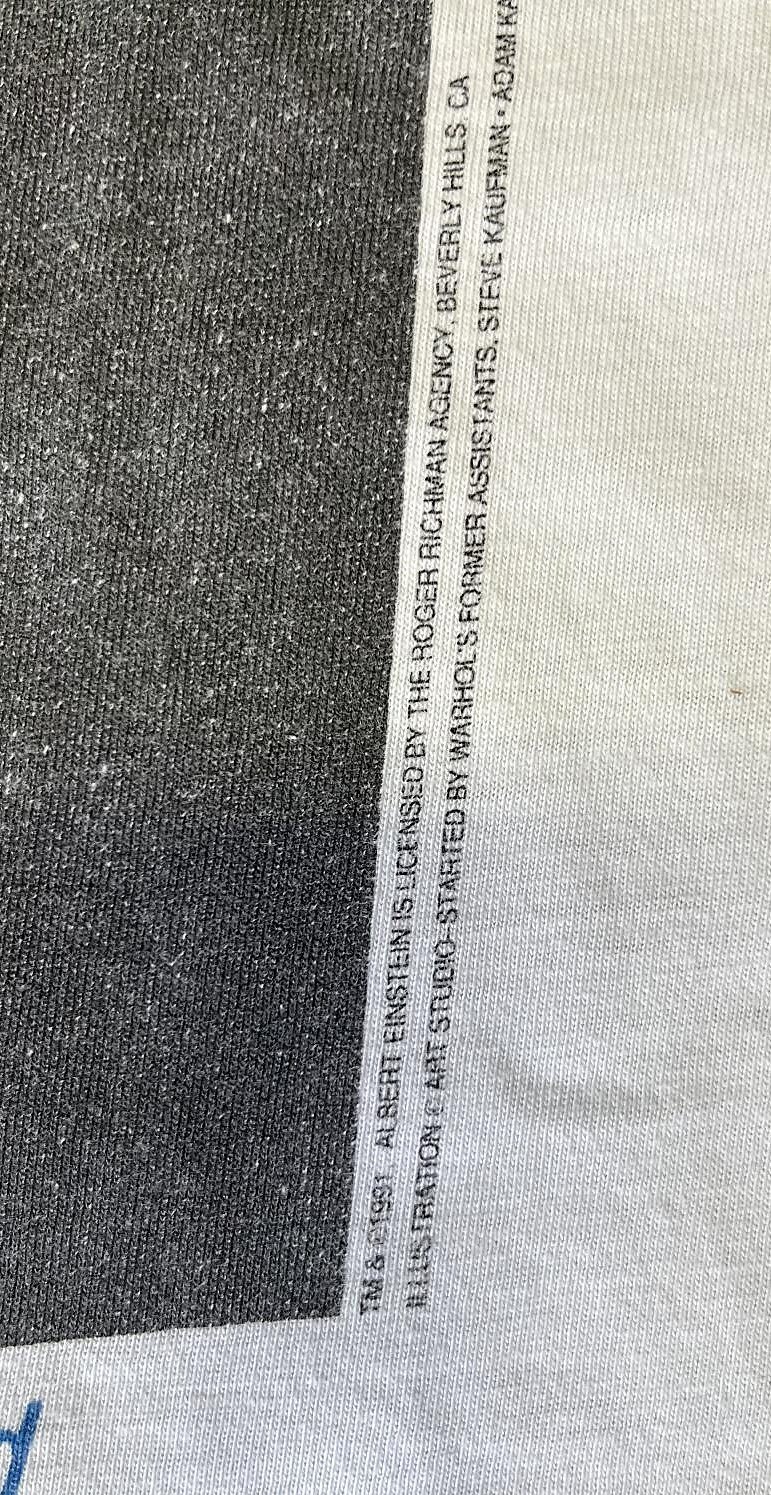 TM & ©1991. ALBERT EINSTEIN IS LICENSED BY THE ROGER RICHMAN AGENCY, BEVERLY HILLS, CA
ILLUSTRATION © ART STUDIO-STARTED BY WARHOL'S FORMER ASSISTANTS, STEVE KAUFMAN • ADAM KA